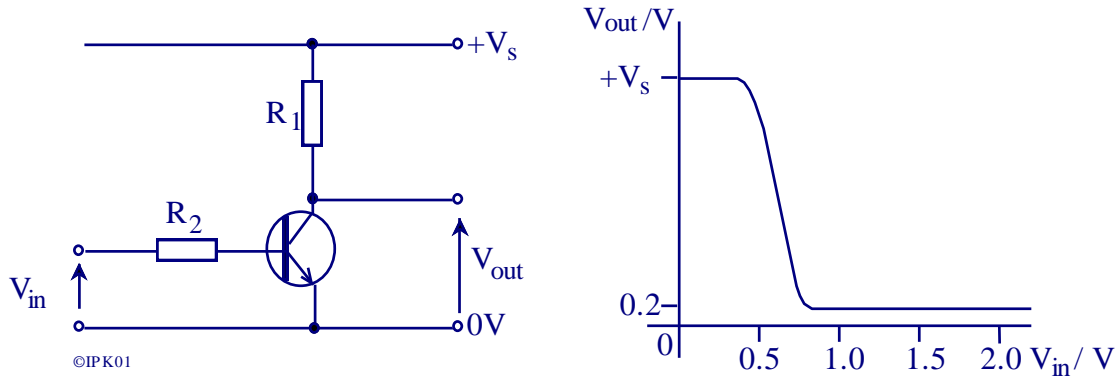 +Vs
R1
R2
Vin
Vout
0V
©IPK01
Vout /V
+Vs
0.2
0 0.5 1.0 1.5 2.0 Vin / V